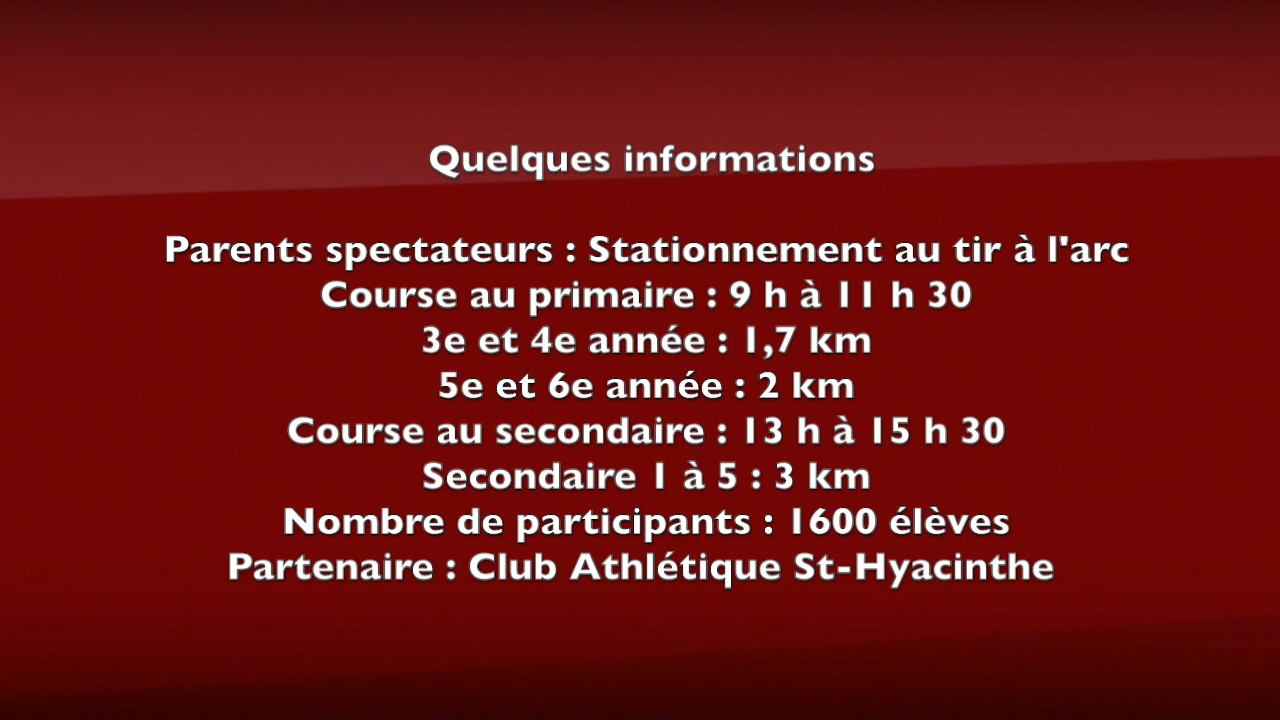 Quelques informations
Parents spectateurs : Stationnement au tir à l'arc
Course au primaire : 9 h à 11 h 30
3e et 4e année : 1,7 km
5e et 6e année : 2 km
Course au secondaire : 13 h à 15 h 30
Secondaire 1 à 5 : 3 km
Nombre de participants : 1600 élèves
Partenaire : Club Athlétique St-Hyacinthe